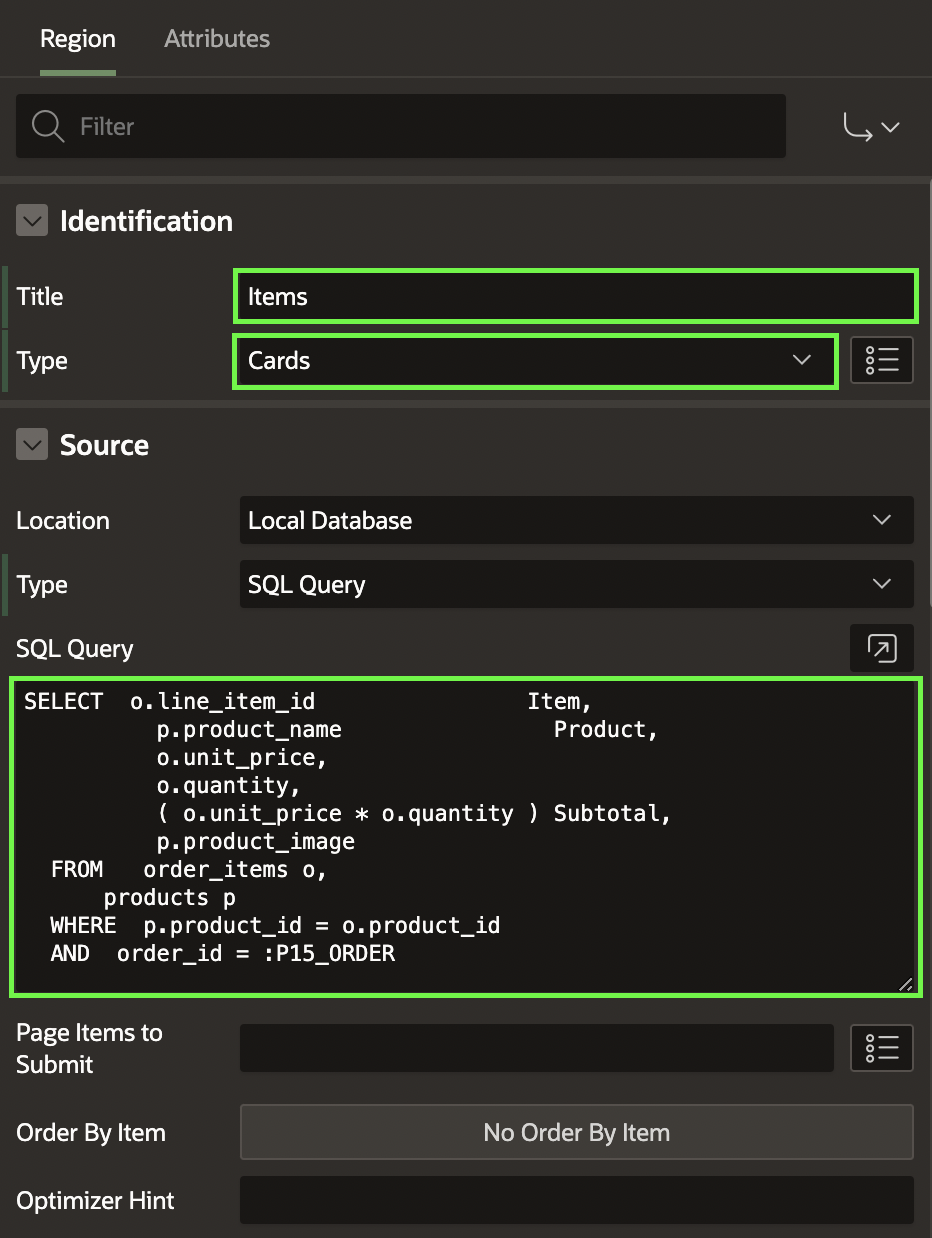 Region Attributes
Filter
Identification
Title Items
Type Cards
Source
Location Local Database
Type SQL Query
SQL Query
SELECT  o.line_item_id                Item,
          p.product_name                Product,
          o.unit_price,
          o.quantity,
          ( o.unit_price * o.quantity ) Subtotal,
          p.product_image
  FROM   order_items o,
      products p
  WHERE  p.product_id = o.product_id
  AND  order_id = :P15_ORDER
Page Items to
Submit
Order By Item No Order By Item
Optimizer Hint